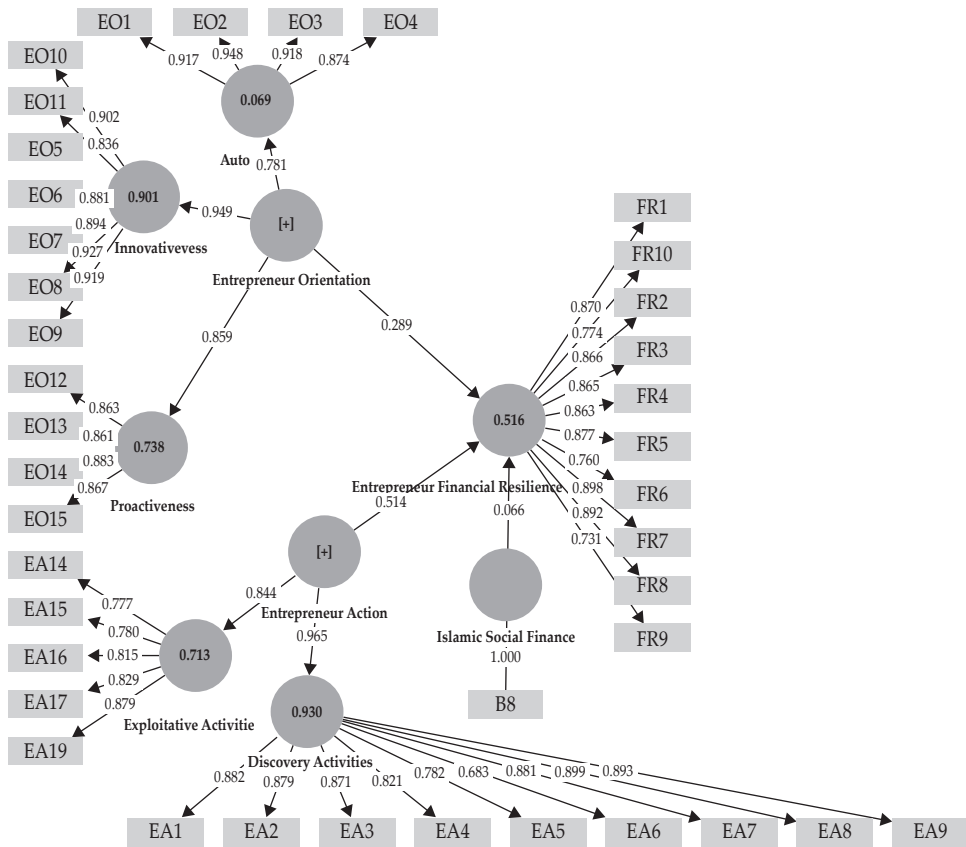 EO1 EO2 EO3 EO4
0.917 0.948 0.918 0.874
0.069
Auto
0.781
EO10
EO11
EO5
EO6
EO7
EO8
EO9
0.902
0.836
0.881
0.894
0.927
0.919
0.901
Innovativevess
0.949
[+]
Entrepreneur Orientation
0.859
0.289
EO12
EO13
EO14
EO15
0.863
0.861
0.883
0.867
0.738
Proactiveness
FR1
FR10
FR2
FR3
FR4
FR5
FR6
FR7
FR8
FR9
0.870
0.774
0.866
0.865
0.863
0.877
0.760
0.898
0.892
0.731
0.516
Entrepreneur Financial Resilience
0.514
0.066
[+]
Entrepreneur Action
0.844
0.965
Islamic Social Finance
1.000
B8
EA14
EA15
EA16
EA17
EA19
0.777
0.780
0.815
0.829
0.879
0.713
Exploitative Activitie
0.930
Discovery Activities
0.882 0.879 0.871 0.821 0.782 0.683 0.881 0.899 0.893
EA1 EA2 EA3 EA4 EA5 EA6 EA7 EA8 EA9